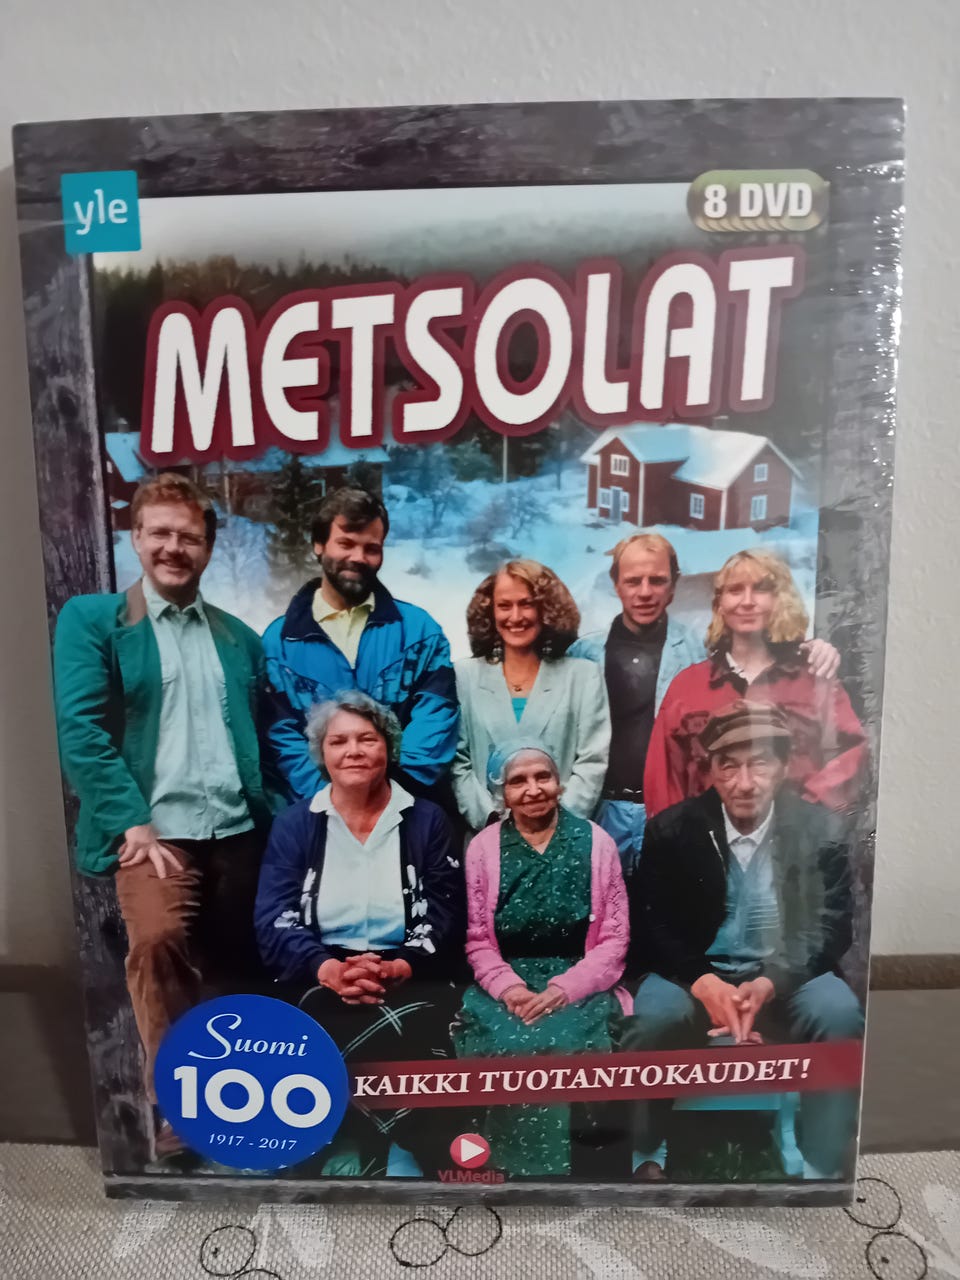 yle
8 DVD
METSOLAT
Suomi
100
1917 - 2017
KAIKKI TUOTANTOKAUDET!
VLMedia